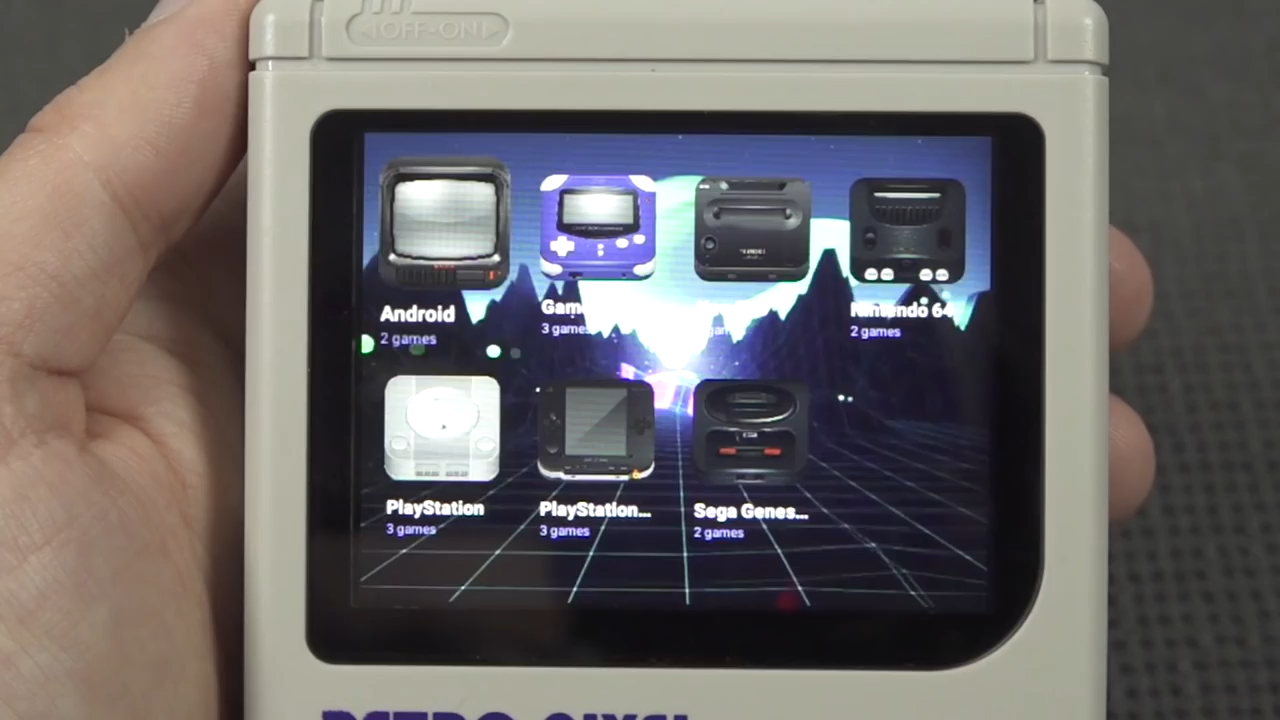 OFF•ON
Android
2 games
Gam
3 games
Nintendo 64
2 games
PlayStation
3 games
PlayStation...
3 games
Sega Genes...
2 games